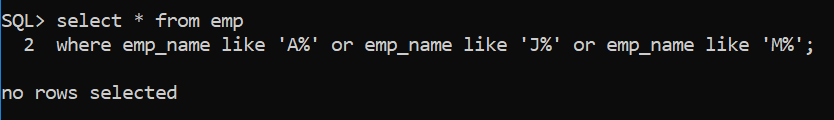 SQL> select * from emp
  2  where emp_name like 'A%' or emp_name like 'J%' or emp_name like 'M%';
no rows selected